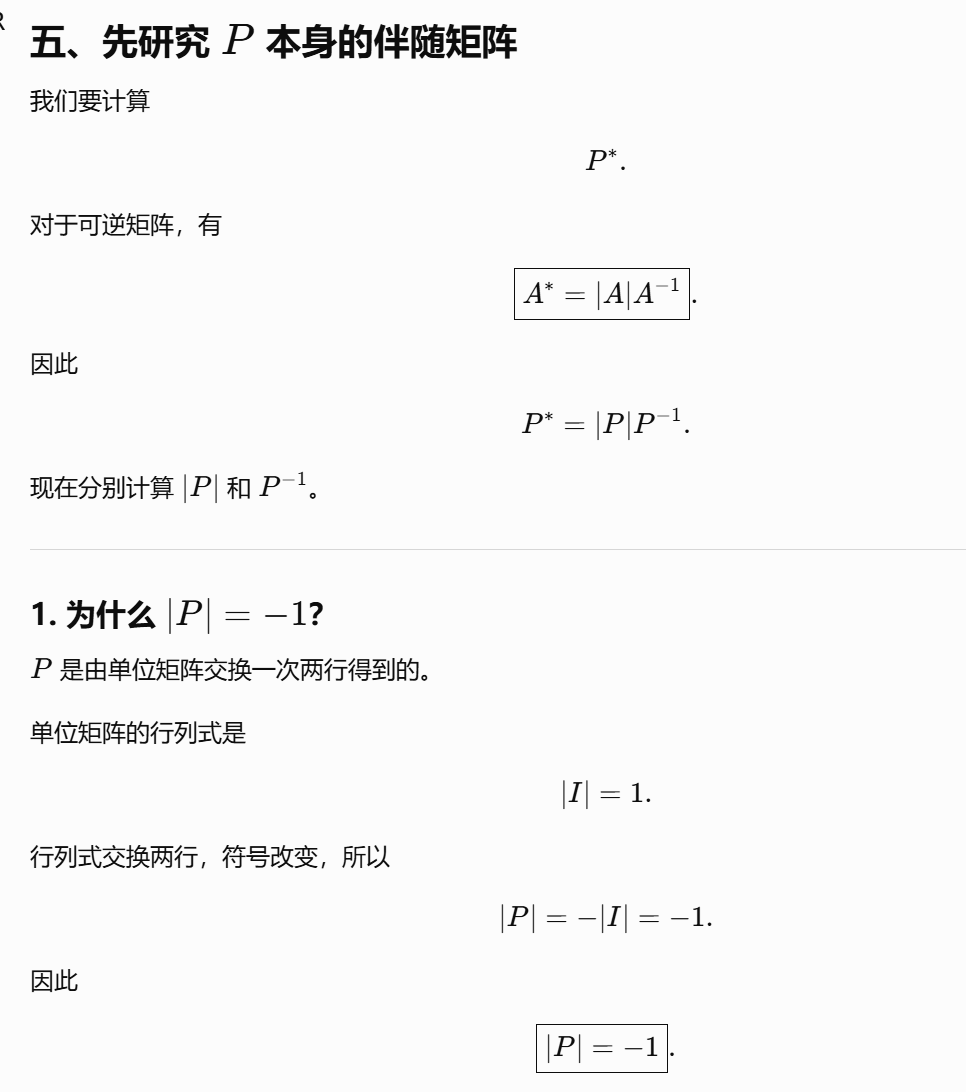 五、先研究 P 本身的伴随矩阵
我们要计算
P*.
对于可逆矩阵，有
A* = |A|A⁻¹.
因此
P* = |P|P⁻¹.
现在分别计算 |P| 和 P⁻¹。
1. 为什么 |P| = −1?
P 是由单位矩阵交换一次两行得到的。
单位矩阵的行列式是
|I| = 1.
行列式交换两行，符号改变，所以
|P| = −|I| = −1.
因此
|P| = −1.